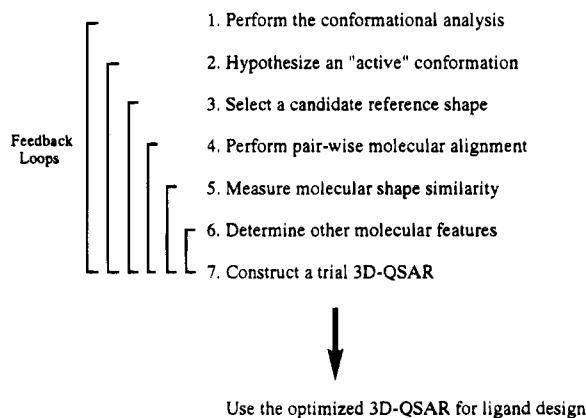 1. Perform the conformational analysis
2. Hypothesize an "active" conformation
3. Select a candidate reference shape
Feedback
Loops
4. Perform pair-wise molecular alignment
5. Measure molecular shape similarity
6. Determine other molecular features
7. Construct a trial 3D-QSAR
Use the optimized 3D-QSAR for ligand design